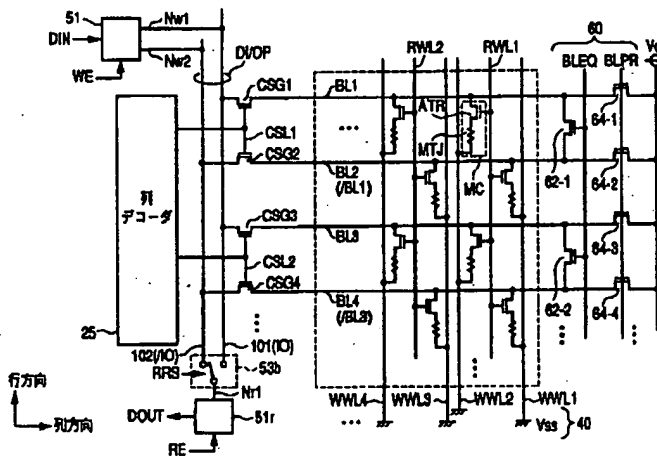 51
Nw1
DIN
Nw2
WE
DI/OP
CSG1
BL1
RWL2
RWL1
60
BLEQ
BLPR
ATR
MTJ
MC
64-1
CSL1
CSG2
BL2
(/BL1)
62-1
64-2
列
デコーダ
CSG3
BL3
64-3
CSL2
CSG4
BL4
(/BL3)
62-2
64-4
25
102(/IO)
101(IO)
RRS
53b
Nr1
行方向
列方向
DOUT
51r
RE
WWL4
WWL3
WWL2
WWL1
Vss
40